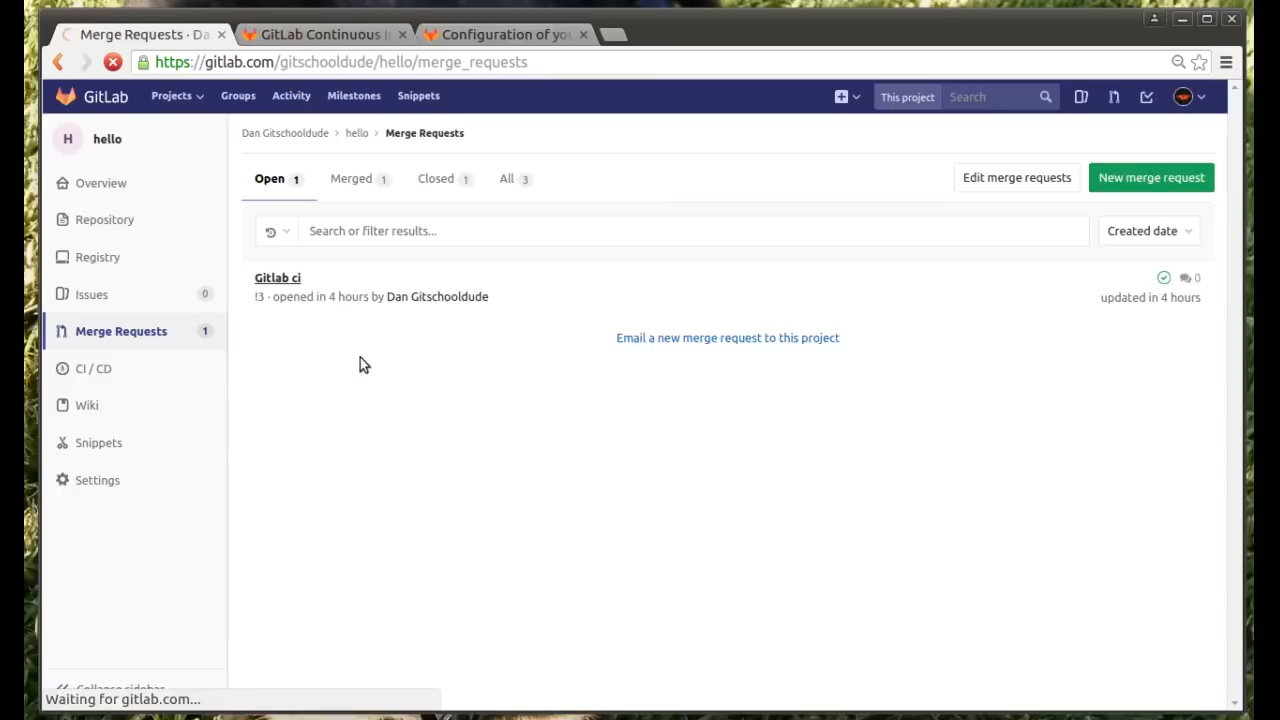 Merge Requests · Da
GitLab Continuous I
Configuration of you
https://gitlab.com/gitschooldude/hello/merge_requests
GitLab Projects Groups Activity Milestones Snippets This project Search
H hello
Dan Gitschooldude > hello > Merge Requests
Overview
Repository
Registry
Issues 0
Merge Requests 1
CI / CD
Wiki
Snippets
Settings
Collapse sidebar
Waiting for gitlab.com...
Open 1 Merged 1 Closed 1 All 3 Edit merge requests New merge request
Search or filter results... Created date
Gitlab ci 0
!3 · opened in 4 hours by Dan Gitschooldude updated in 4 hours
Email a new merge request to this project